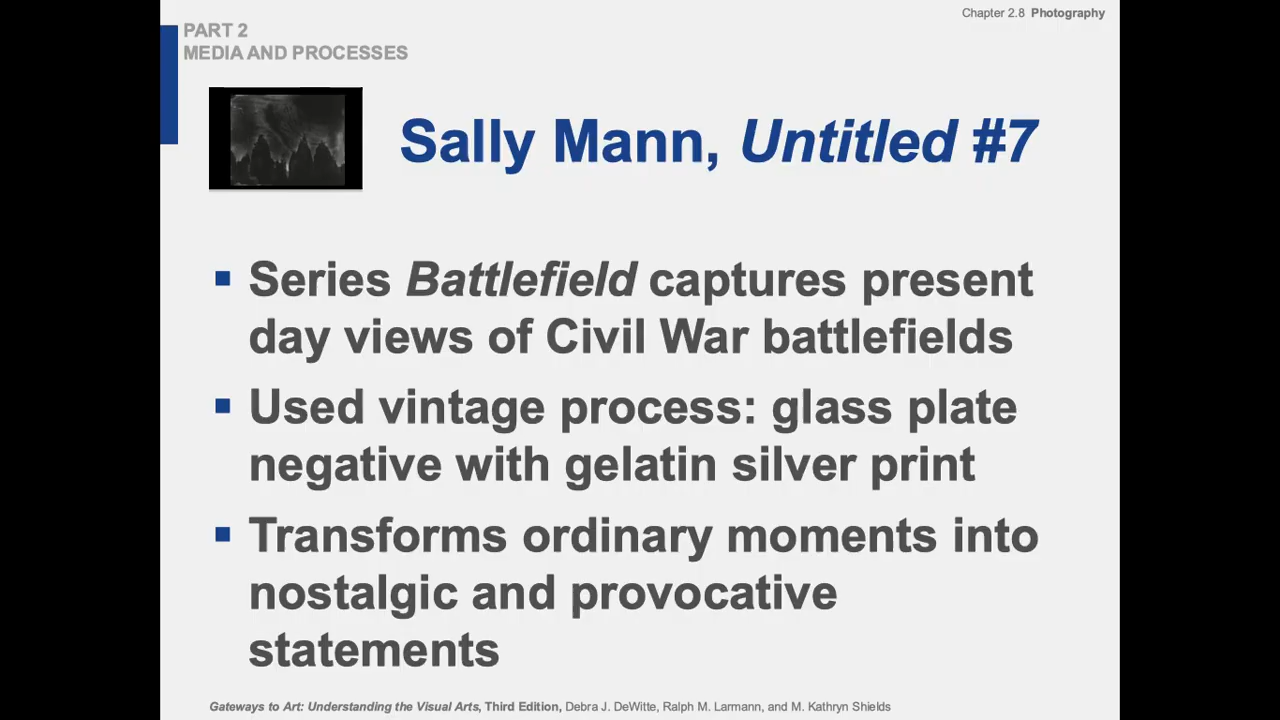 Chapter 2.8 Photography
PART 2
MEDIA AND PROCESSES
Sally Mann, Untitled #7
▪ Series Battlefield captures present
day views of Civil War battlefields
▪ Used vintage process: glass plate
negative with gelatin silver print
▪ Transforms ordinary moments into
nostalgic and provocative
statements
Gateways to Art: Understanding the Visual Arts, Third Edition, Debra J. DeWitte, Ralph M. Larmann, and M. Kathryn Shields